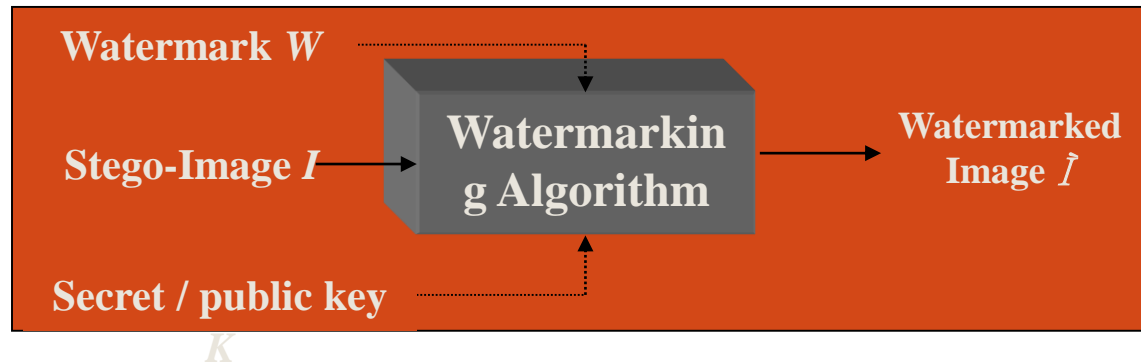 Watermark W
Stego-Image I
Watermarkin
g Algorithm
Watermarked
Image Ĩ
Secret / public key
K